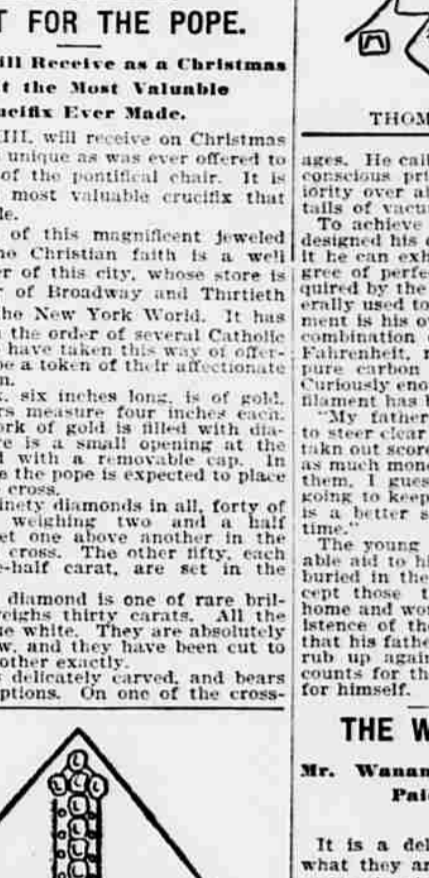 T FOR THE POPE.
ill Receive as a Christmas
t the Most Valuable
ucifix Ever Made.
III. will receive on Christmas
unique as was ever offered to
of the pontifical chair. It is
most valuable crucifix that
le.
of this magnificent jeweled
he Christian faith is a well
er of this city, whose store is
r of Broadway and Thirtieth
he New York World. It has
n the order of several Catholic
have taken this way of offer-
pe a token of their affectionate
n.
s, six inches long, is of gold.
rs measure four inches each.
ork of gold is filled with dia-
re is a small opening at the
d with a removable cap. In
e the pope is expected to place
e cross.
ninety diamonds in all, forty of
weighing two and a half
et one above another in the
cross. The other fifty, each
e-half carat, are set in the
diamond is one of rare bril-
eighs thirty carats. All the
ue white. They are absolutely
w, and they have been cut to
other exactly.
s delicately carved, and bears
ptions. On one of the cross-
THOM
ages. He call
conscious pri
iority over al
tails of vacu
To achieve
designed his o
it he can exh
gree of perfe
quired by the
erally used to
ment is his ow
combination o
Fahrenheit, r
pure carbon
Curiously eno
filament has b
"My father
to steer clear
takn out score
as much mone
them, I gues
going to keep
is a better s
time."
The young
able aid to hi
buried in the
cept those t
home and wor
istence of the
that his fathe
rub up again
counts for th
for himself.
THE W
Mr. Wanam
Pai
It is a del
what they ar